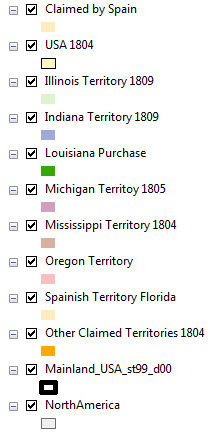 Claimed by Spain
USA 1804
Illinois Territory 1809
Indiana Territory 1809
Louisiana Purchase
Michigan Territoy 1805
Mississippi Territory 1804
Oregon Territory
Spainish Territory Florida
Other Claimed Territories 1804
Mainland_USA_st99_d00
NorthAmerica